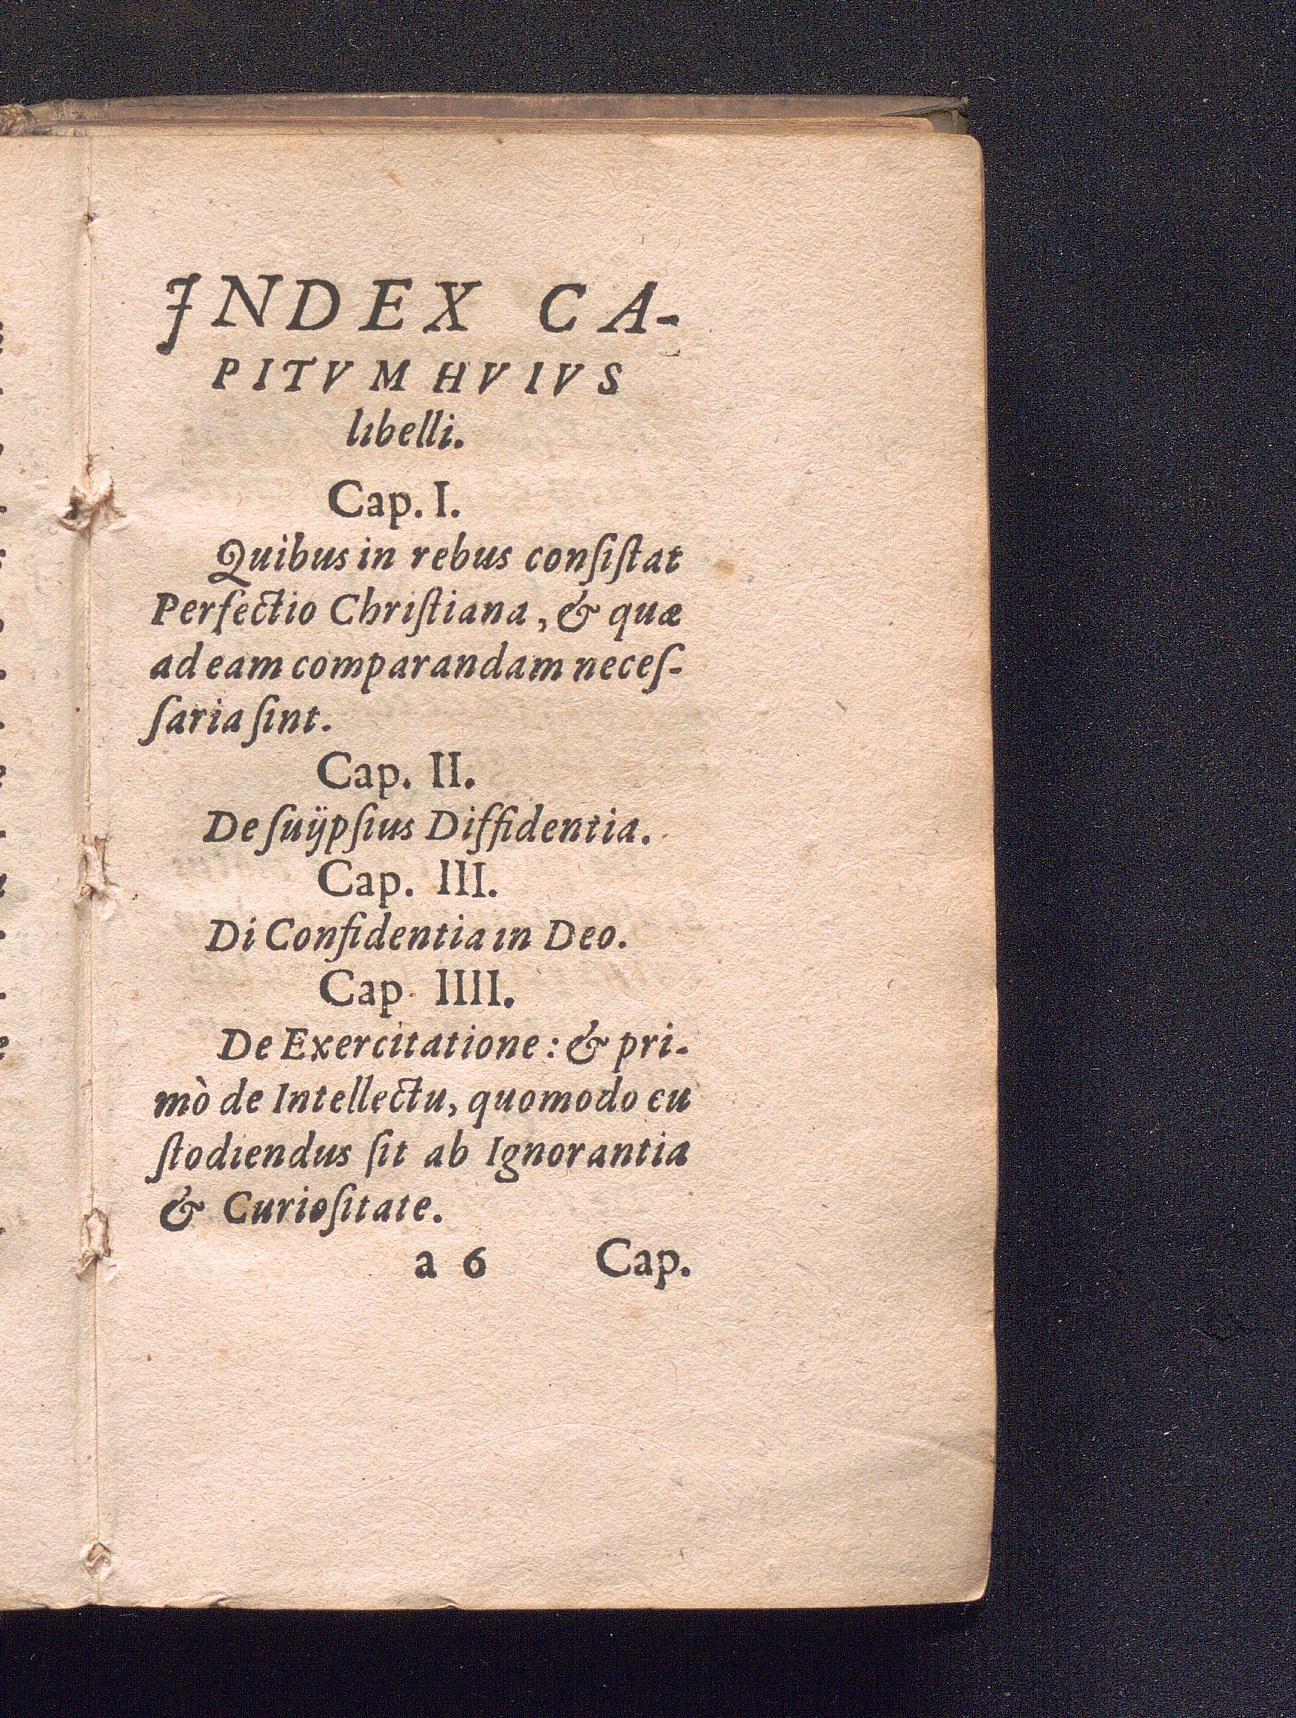 INDEX CA-
PITVM HVIVS
libelli.
Cap. I.
Quibus in rebus conſiſtat
Perfectio Chriſtiana, & quæ
ad eam comparandam neceſ-
ſaria ſint.
Cap. II.
De ſuijpſius Diffidentia.
Cap. III.
Di Confidentia in Deo.
Cap. IIII.
De Exercitatione: & pri-
mò de Intellectu, quomodo cu
ſtodiendus ſit ab Ignorantia
& Curioſitate.
a 6 Cap.